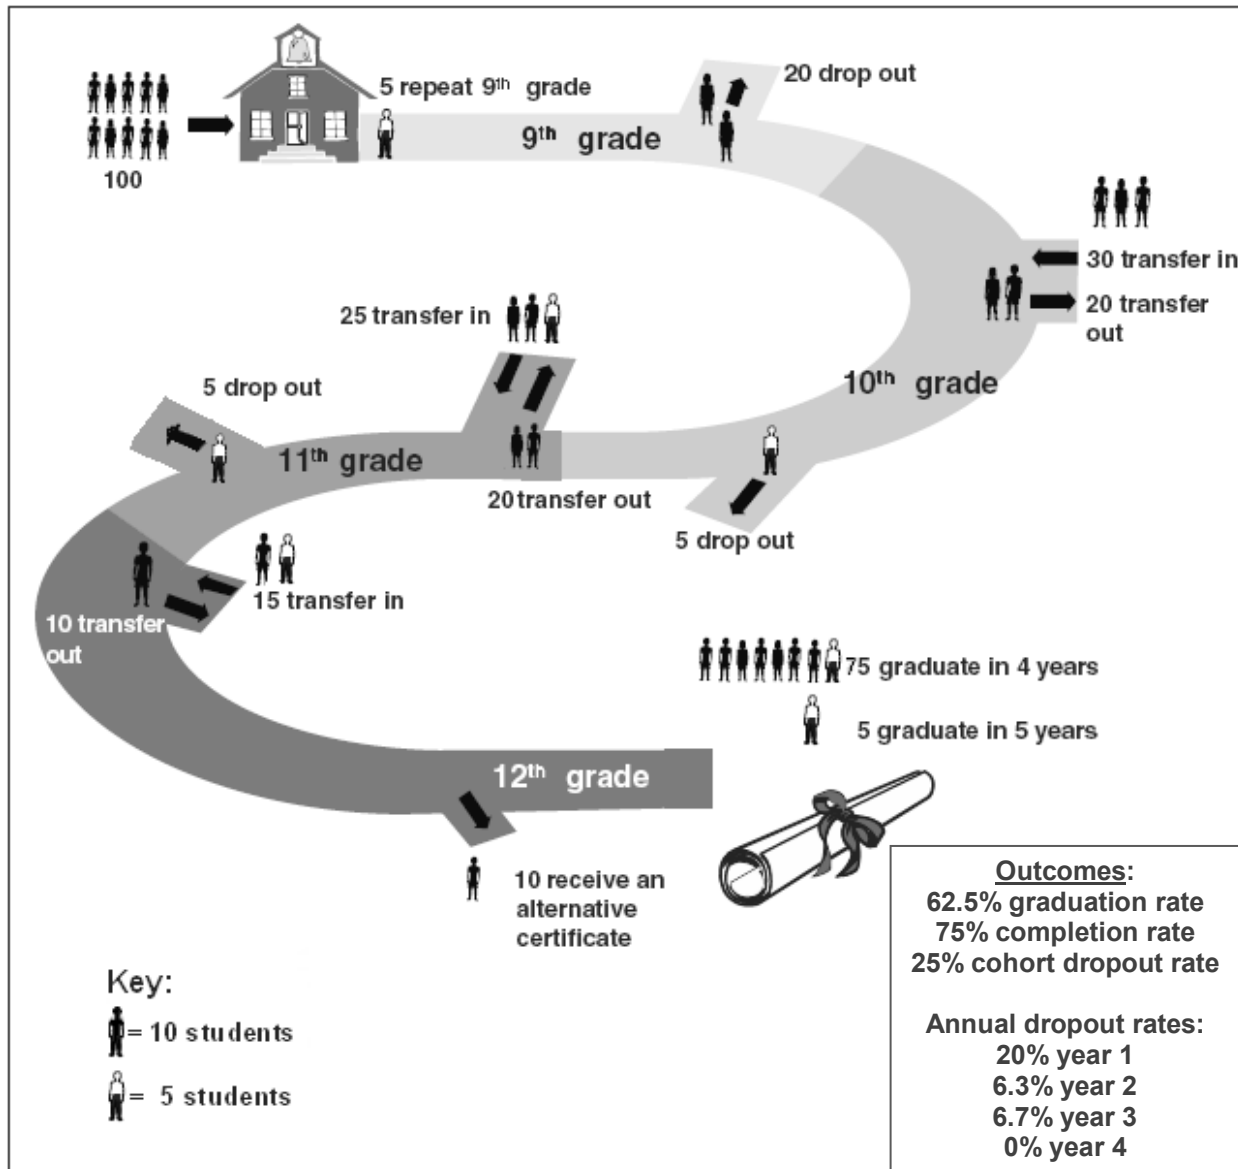 5 repeat 9th grade
20 drop out
9th grade
100
30 transfer in
20 transfer
out
25 transfer in
10th grade
5 drop out
11th grade
20 transfer out
5 drop out
15 transfer in
10 transfer
out
75 graduate in 4 years
5 graduate in 5 years
12th grade
10 receive an
alternative
certificate
Key:
= 10 students
= 5 students
Outcomes:
62.5% graduation rate
75% completion rate
25% cohort dropout rate
Annual dropout rates:
20% year 1
6.3% year 2
6.7% year 3
0% year 4